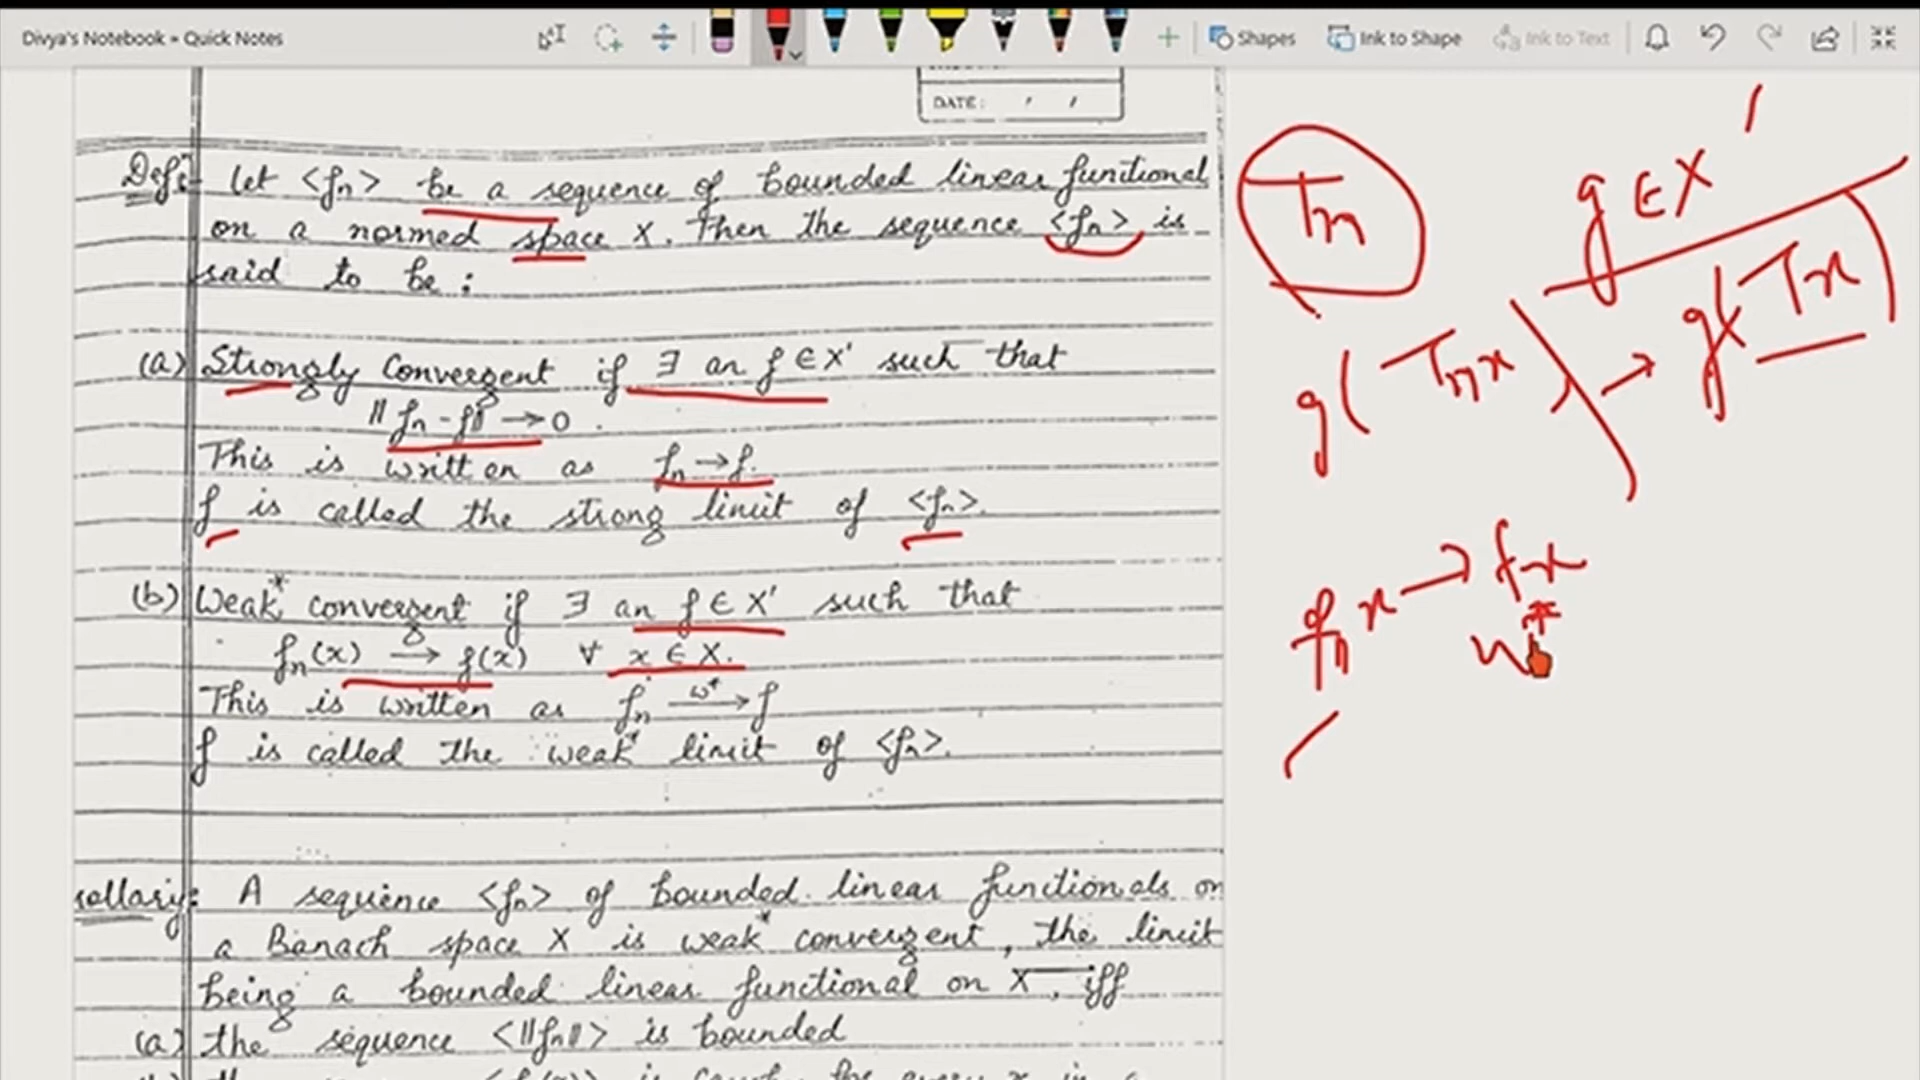 Divya's Notebook » Quick Notes
Shapes
Ink to Shape
Ink to Text
DATE: / /
Defi:- Let <fn> be a sequence of bounded linear functional
on a normed space X. Then the sequence <fn> is
said to be :
(a) Strongly Convergent if ∃ an f ∈ X' such that
||fn - f|| → 0 .
This is written as fn → f.
f is called the strong limit of <fn>.
(b) Weak* convergent if ∃ an f ∈ X' such that
fn(x) → f(x) ∀ x ∈ X.
This is written as fn —w*→ f
f is called the weak* limit of <fn>.
ollary: A sequence <fn> of bounded linear functionals on
a Banach space X is weak* convergent, the limit
being a bounded linear functional on X, iff
(a) the sequence <||fn||> is bounded
Tn
g ∈ X'
g(Tnx) → g(Tx
fn x → fx
w*